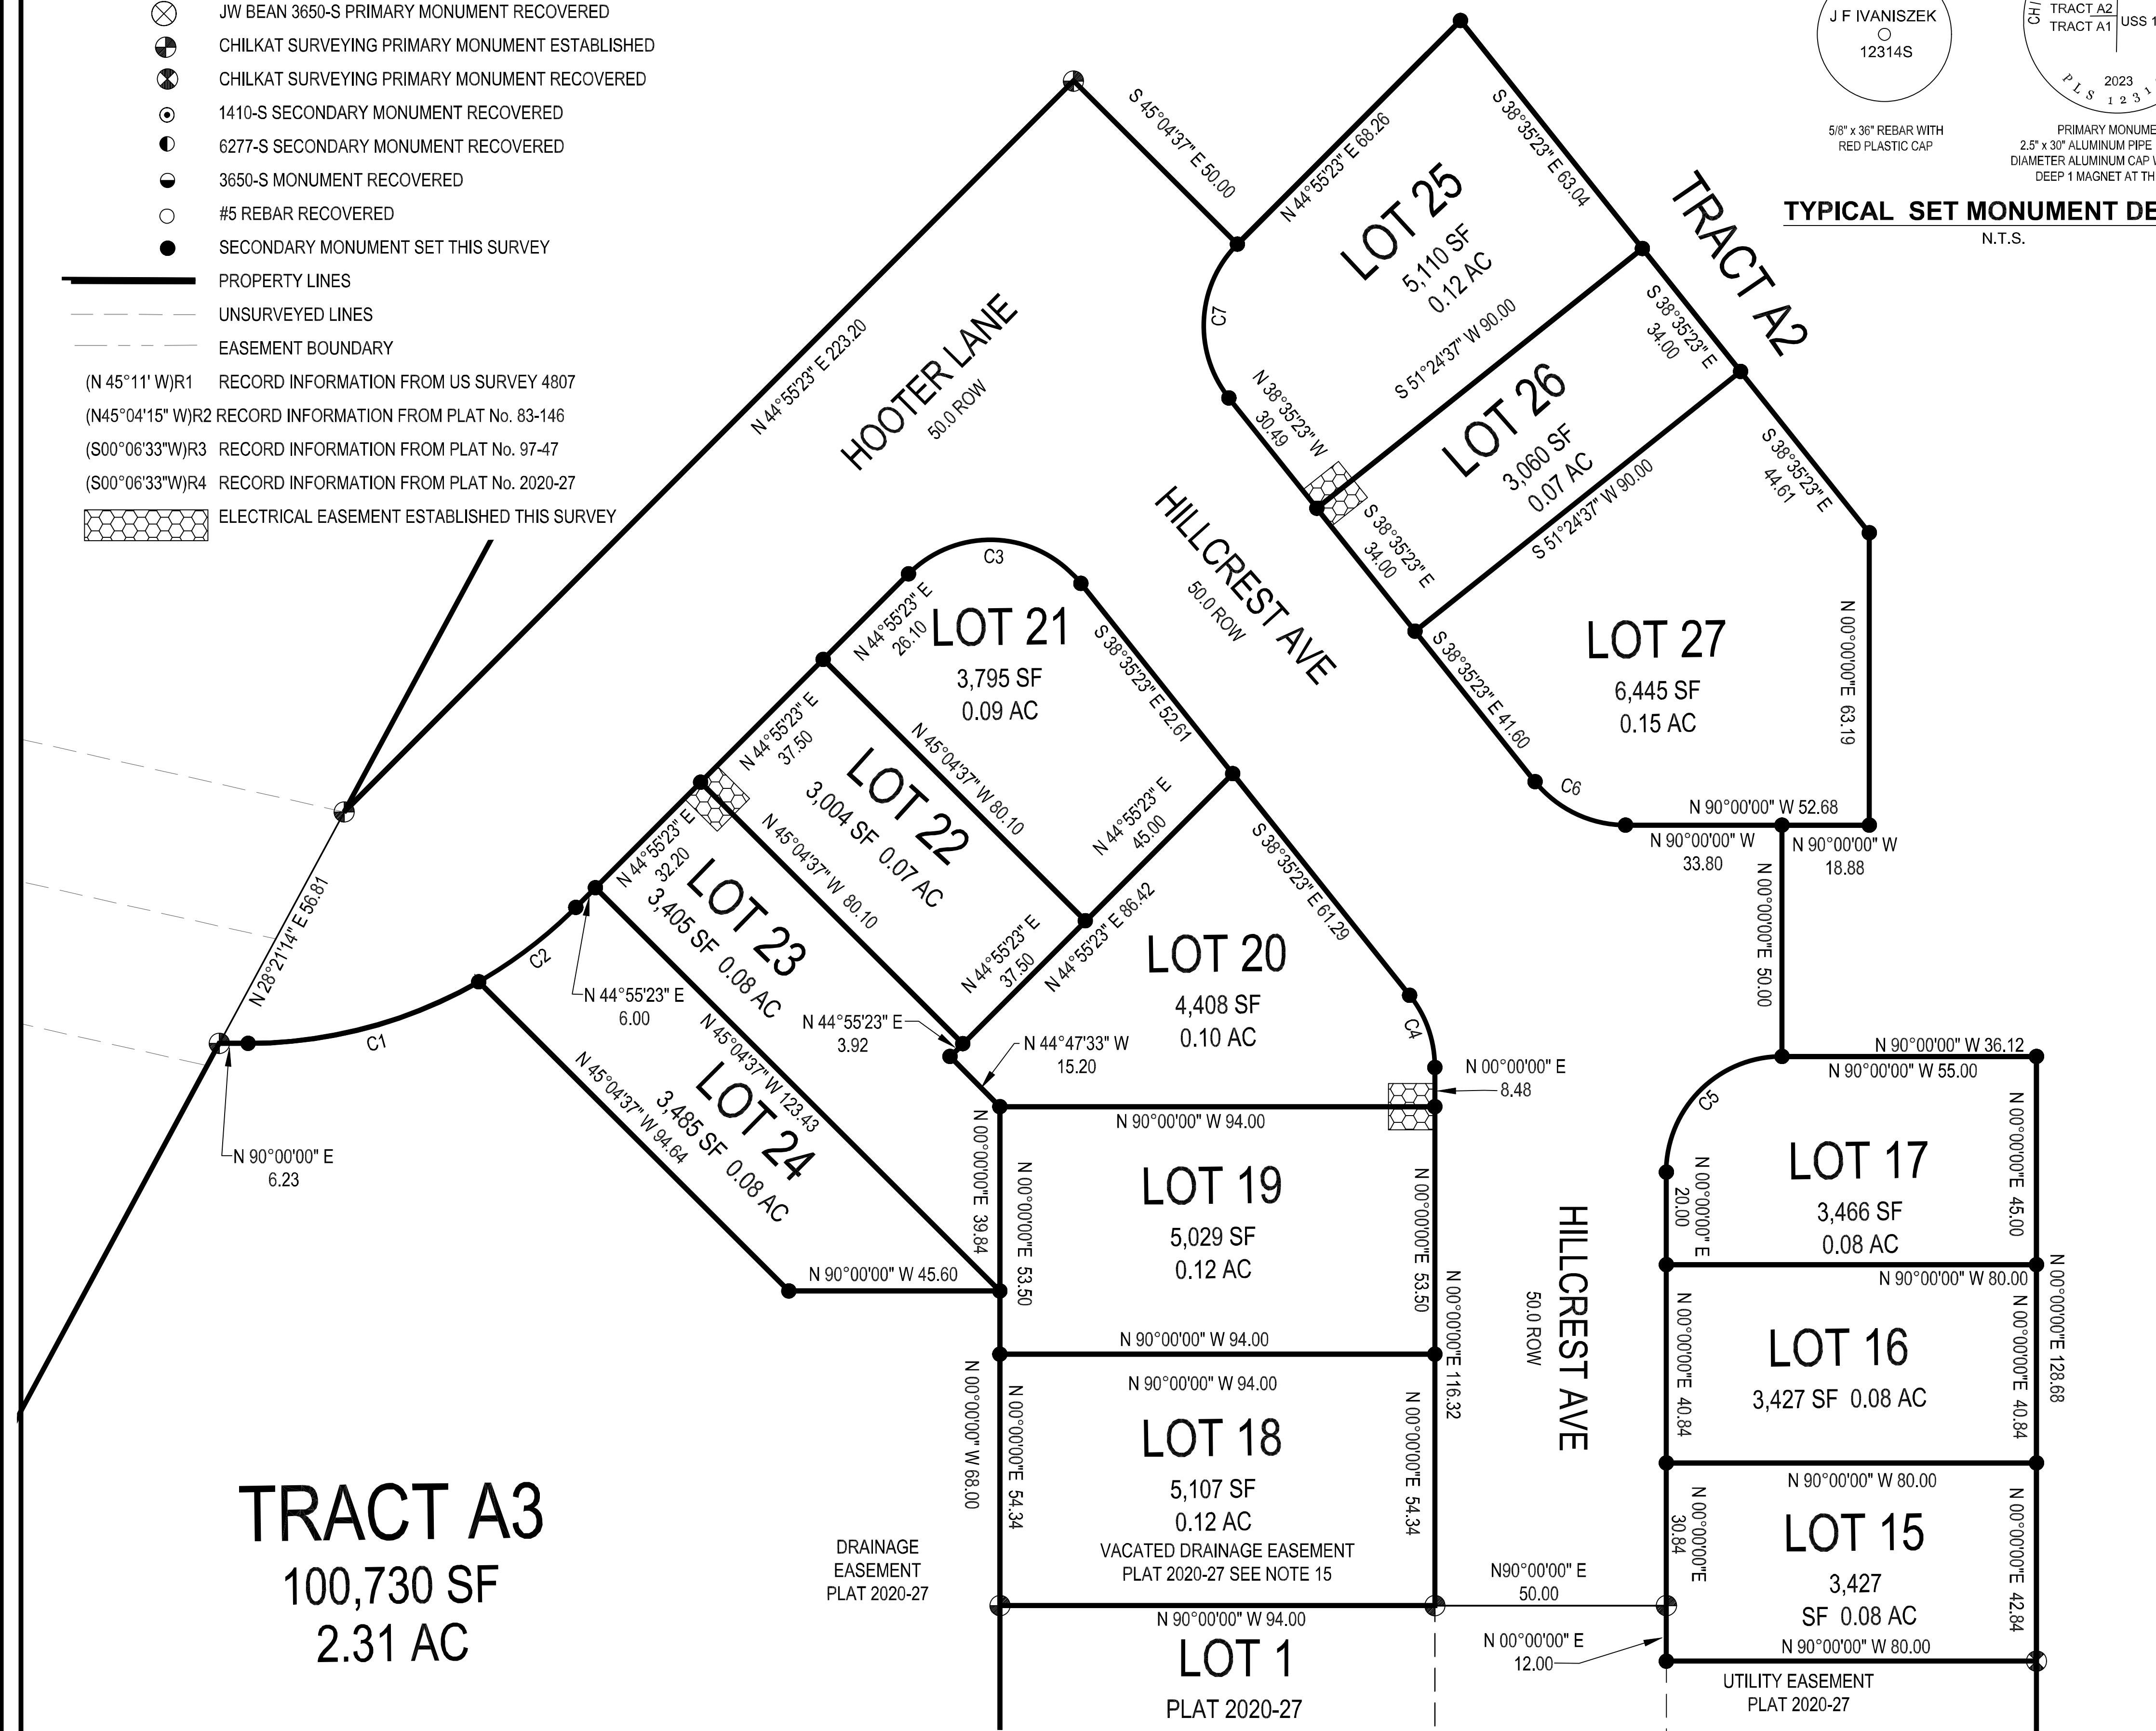 JW BEAN 3650-S PRIMARY MONUMENT RECOVERED
CHILKAT SURVEYING PRIMARY MONUMENT ESTABLISHED
CHILKAT SURVEYING PRIMARY MONUMENT RECOVERED
1410-S SECONDARY MONUMENT RECOVERED
6277-S SECONDARY MONUMENT RECOVERED
3650-S MONUMENT RECOVERED
#5 REBAR RECOVERED
SECONDARY MONUMENT SET THIS SURVEY
PROPERTY LINES
UNSURVEYED LINES
EASEMENT BOUNDARY
(N 45°11' W)R1 RECORD INFORMATION FROM US SURVEY 4807
(N45°04'15" W)R2 RECORD INFORMATION FROM PLAT No. 83-146
(S00°06'33"W)R3 RECORD INFORMATION FROM PLAT No. 97-47
(S00°06'33"W)R4 RECORD INFORMATION FROM PLAT No. 2020-27
ELECTRICAL EASEMENT ESTABLISHED THIS SURVEY
J F IVANISZEK
12314S
5/8" x 36" REBAR WITH
RED PLASTIC CAP
TRACT A2
TRACT A1
USS 1
2023
PLS 1231
PRIMARY MONUME
2.5" x 30" ALUMINUM PIPE
DIAMETER ALUMINUM CAP
DEEP 1 MAGNET AT TH
TYPICAL SET MONUMENT DE
N.T.S.
S 45°04'37" E 50.00
N 44°55'23" E 68.26
S 38°35'23" E 63.04
LOT 25
5,110 SF
0.12 AC
TRACT A2
C7
S 51°24'37" W 90.00
S 38°35'23" E
34.00
N 38°35'23" W
30.49
LOT 26
3,060 SF
0.07 AC
S 51°24'37" W 90.00
S 38°35'23" E
34.00
S 38°35'23" E
44.61
N 44°55'23" E 223.20
HOOTER LANE
50.0 ROW
HILLCREST AVE
50.0 ROW
LOT 27
6,445 SF
0.15 AC
N 00°00'00"E 63.19
S 38°35'23" E 41.60
C6
N 90°00'00" W 52.68
N 90°00'00" W
33.80
N 90°00'00" W
18.88
N 00°00'00"E 50.00
C3
N 44°55'23" E
26.10
LOT 21
3,795 SF
0.09 AC
S 38°35'23" E 52.61
N 45°04'37" W 80.10
N 44°55'23" E
37.50
LOT 22
3,004 SF 0.07 AC
N 44°55'23" E
45.00
N 44°55'23" E
37.50
N 44°55'23" E 86.42
N 45°04'37" W 80.10
N 44°55'23" E
32.20
LOT 23
3,405 SF 0.08 AC
N 44°55'23" E
6.00
N 44°55'23" E
3.92
N 44°47'33" W
15.20
LOT 20
4,408 SF
0.10 AC
S 38°35'23" E 61.29
C4
N 00°00'00" E
8.48
N 28°21'14" E 56.81
C1
C2
N 90°00'00" E
6.23
N 45°04'37" W 123.43
LOT 24
3,485 SF 0.08 AC
N 45°04'37" W 94.64
N 90°00'00" W 45.60
N 00°00'00"E 39.84
N 90°00'00" W 94.00
N 00°00'00"E 53.50
LOT 19
5,029 SF
0.12 AC
N 00°00'00"E 53.50
N 90°00'00" W 94.00
N 00°00'00"E 116.32
N 90°00'00" W 94.00
LOT 18
5,107 SF
0.12 AC
VACATED DRAINAGE EASEMENT
PLAT 2020-27 SEE NOTE 15
N 00°00'00" W 68.00
N 00°00'00"E 54.34
N 00°00'00"E 54.34
DRAINAGE
EASEMENT
PLAT 2020-27
N 90°00'00" W 94.00
LOT 1
PLAT 2020-27
HILLCREST AVE
50.0 ROW
N90°00'00" E
50.00
N 00°00'00" E
12.00
N 90°00'00" W 36.12
N 90°00'00" W 55.00
C5
N 00°00'00" E
20.00
LOT 17
3,466 SF
0.08 AC
N 00°00'00"E 45.00
N 90°00'00" W 80.00
N 00°00'00"E 128.68
N 00°00'00"E 40.84
LOT 16
3,427 SF 0.08 AC
N 00°00'00"E 40.84
N 90°00'00" W 80.00
N 00°00'00"E
30.84
LOT 15
3,427
SF 0.08 AC
N 00°00'00"E 42.84
N 90°00'00" W 80.00
UTILITY EASEMENT
PLAT 2020-27
TRACT A3
100,730 SF
2.31 AC